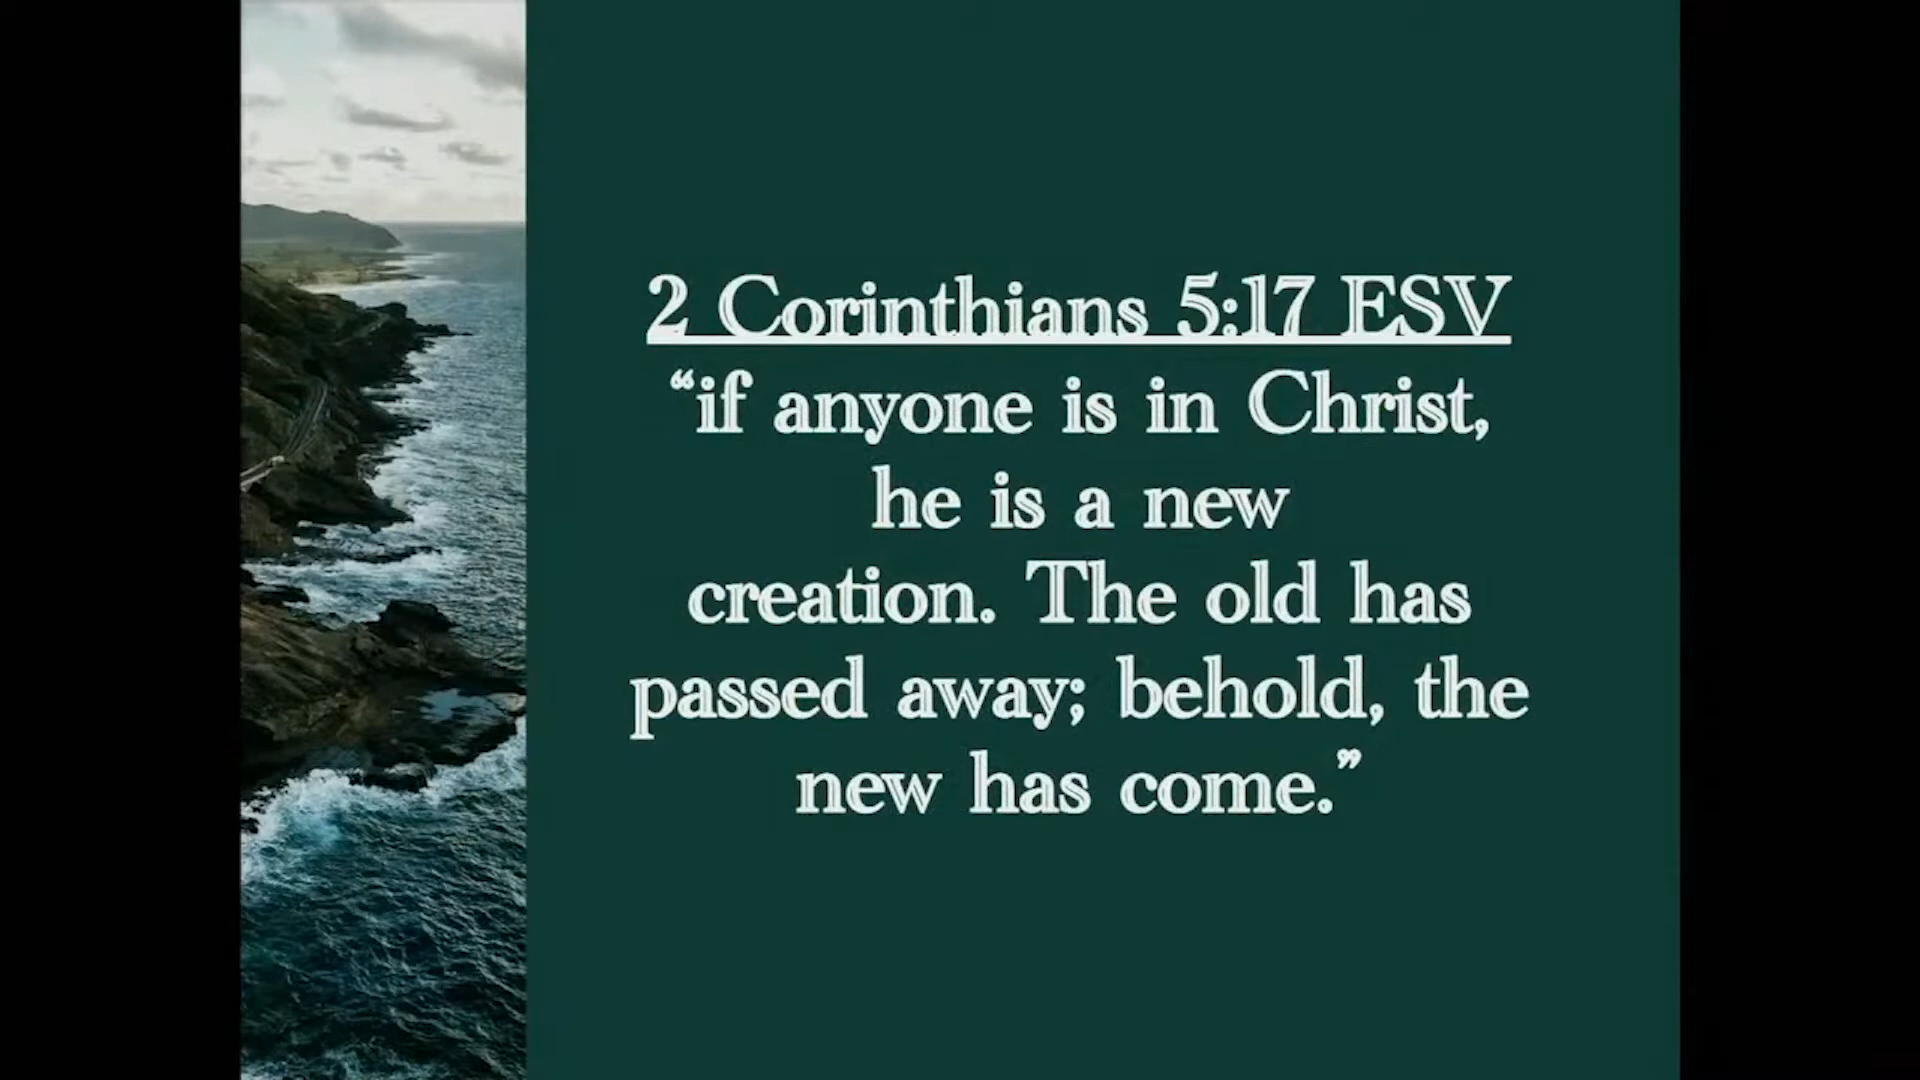 2 Corinthians 5:17 ESV
“if anyone is in Christ,
he is a new
creation. The old has
passed away; behold, the
new has come.”